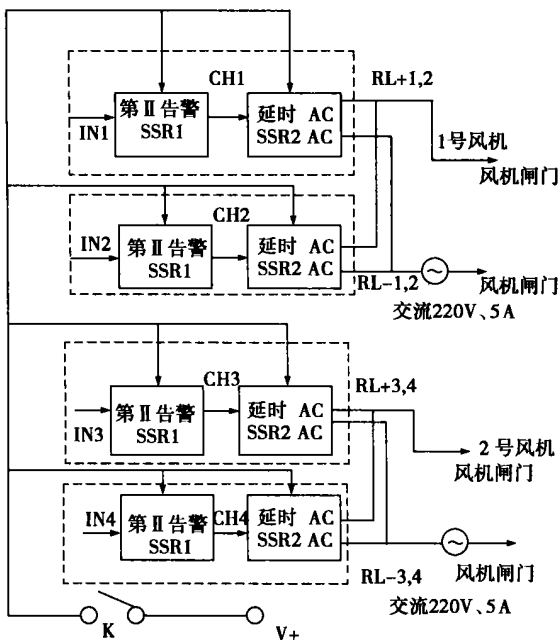 CH1
RL+1,2
第Ⅱ告警
SSR1
延时 AC
SSR2 AC
IN1
1号风机
风机闸门
CH2
IN2
第Ⅱ告警
SSR1
延时 AC
SSR2 AC
RL-1,2
风机闸门
交流220V、5A
CH3
RL+3,4
第Ⅱ告警
SSR1
延时 AC
SSR2 AC
IN3
2号风机
风机闸门
IN4
CH4
第Ⅱ告警
SSR1
延时 AC
SSR2 AC
RL-3,4
风机闸门
交流220V、5A
K
V+